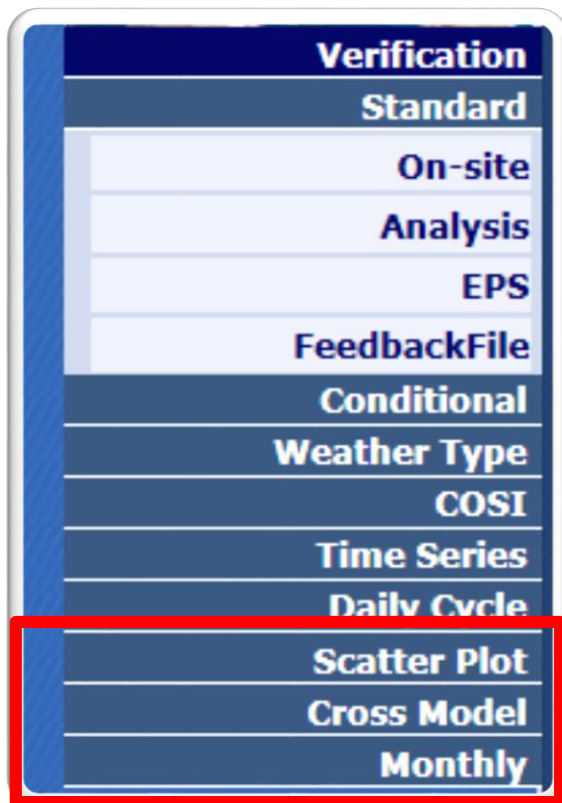 Verification
Standard
On-site
Analysis
EPS
FeedbackFile
Conditional
Weather Type
COSI
Time Series
Daily Cycle
Scatter Plot
Cross Model
Monthly